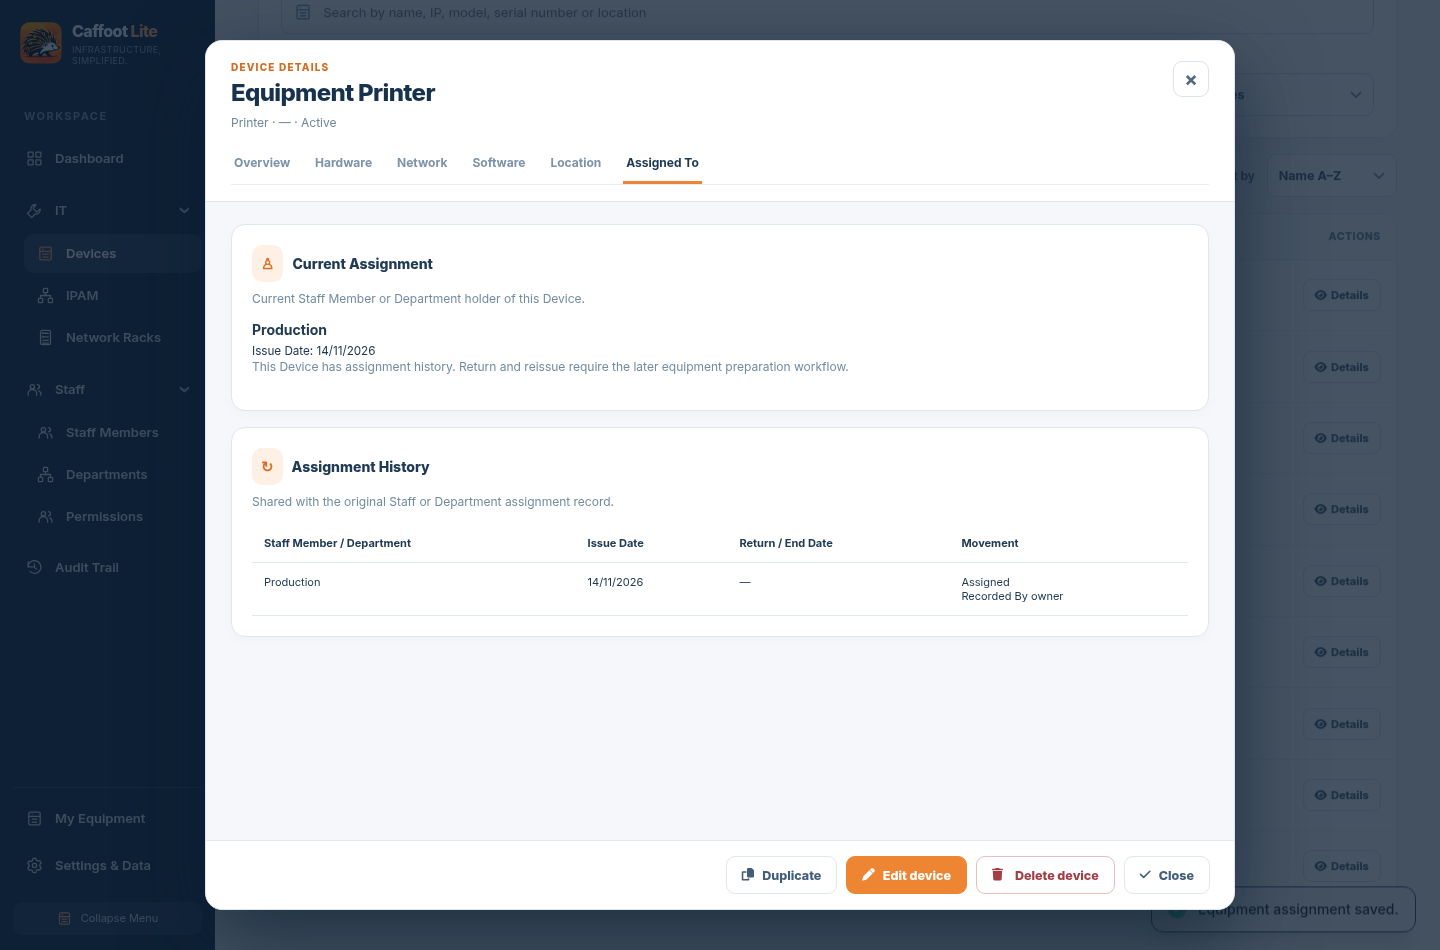 Caffoot Lite
INFRASTRUCTURE,
SIMPLIFIED.
WORKSPACE
Dashboard
IT
Devices
IPAM
Network Racks
Staff
Staff Members
Departments
Permissions
Audit Trail
My Equipment
Settings & Data
Collapse Menu
Search by name, IP, model, serial number or location
DEVICE DETAILS
Equipment Printer
Printer · — · Active
Overview Hardware Network Software Location Assigned To
Current Assignment
Current Staff Member or Department holder of this Device.
Production
Issue Date: 14/11/2026
This Device has assignment history. Return and reissue require the later equipment preparation workflow.
Assignment History
Shared with the original Staff or Department assignment record.
Staff Member / Department Issue Date Return / End Date Movement
Production 14/11/2026 — Assigned
Recorded By owner
Duplicate Edit device Delete device Close
by Name A–Z
ACTIONS
Details
Details
Details
Details
Details
Details
Details
Details
Details
Equipment assignment saved.